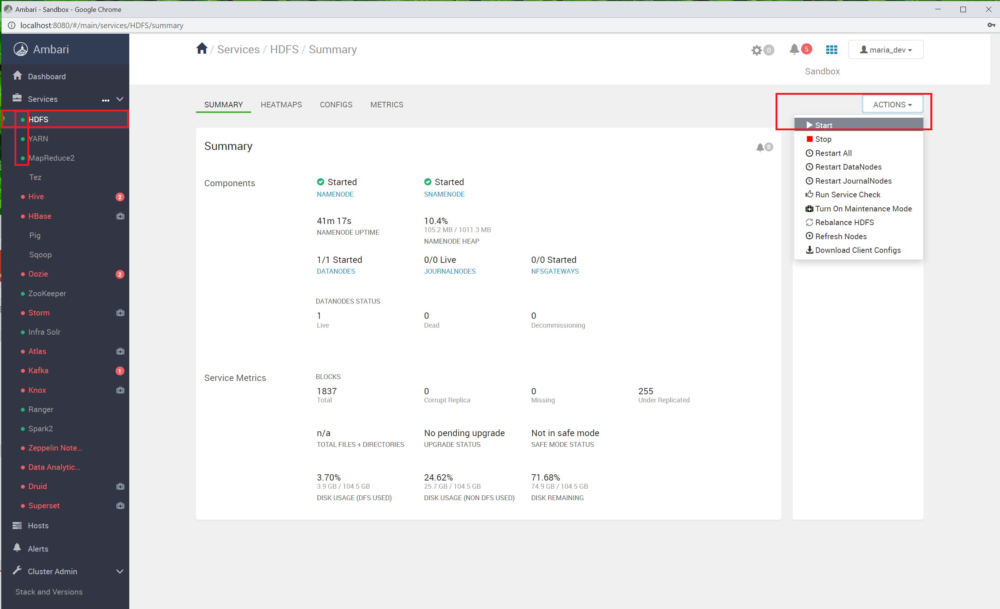 Ambari - Sandbox - Google Chrome
localhost:8080/#/main/services/HDFS/summary
Ambari
/ Services / HDFS / Summary
0
5
maria_dev
Sandbox
Dashboard
Services
HDFS
YARN
MapReduce2
Tez
Hive 2
HBase
Pig
Sqoop
Oozie 2
ZooKeeper
Storm
Infra Solr
Atlas
Kafka 1
Knox
Ranger
Spark2
Zeppelin Note...
Data Analytic...
Druid
Superset
Hosts
Alerts
Cluster Admin
Stack and Versions
SUMMARY HEATMAPS CONFIGS METRICS
ACTIONS
Start
Stop
Restart All
Restart DataNodes
Restart JournalNodes
Run Service Check
Turn On Maintenance Mode
Rebalance HDFS
Refresh Nodes
Download Client Configs
Summary
0
Components
Started Started
NAMENODE SNAMENODE
41m 17s 10.4%
105.2 MB / 1011.3 MB
NAMENODE UPTIME
NAMENODE HEAP
1/1 Started 0/0 Live 0/0 Started
DATANODES JOURNALNODES NFSGATEWAYS
DATANODES STATUS
1 0 0
Live Dead Decommissioning
Service Metrics
BLOCKS
1837 0 0 255
Total Corrupt Replica Missing Under Replicated
n/a No pending upgrade Not in safe mode
TOTAL FILES + DIRECTORIES UPGRADE STATUS SAFE MODE STATUS
3.70% 24.62% 71.68%
3.9 GB / 104.5 GB 25.7 GB / 104.5 GB 74.9 GB / 104.5 GB
DISK USAGE (DFS USED) DISK USAGE (NON DFS USED) DISK REMAINING